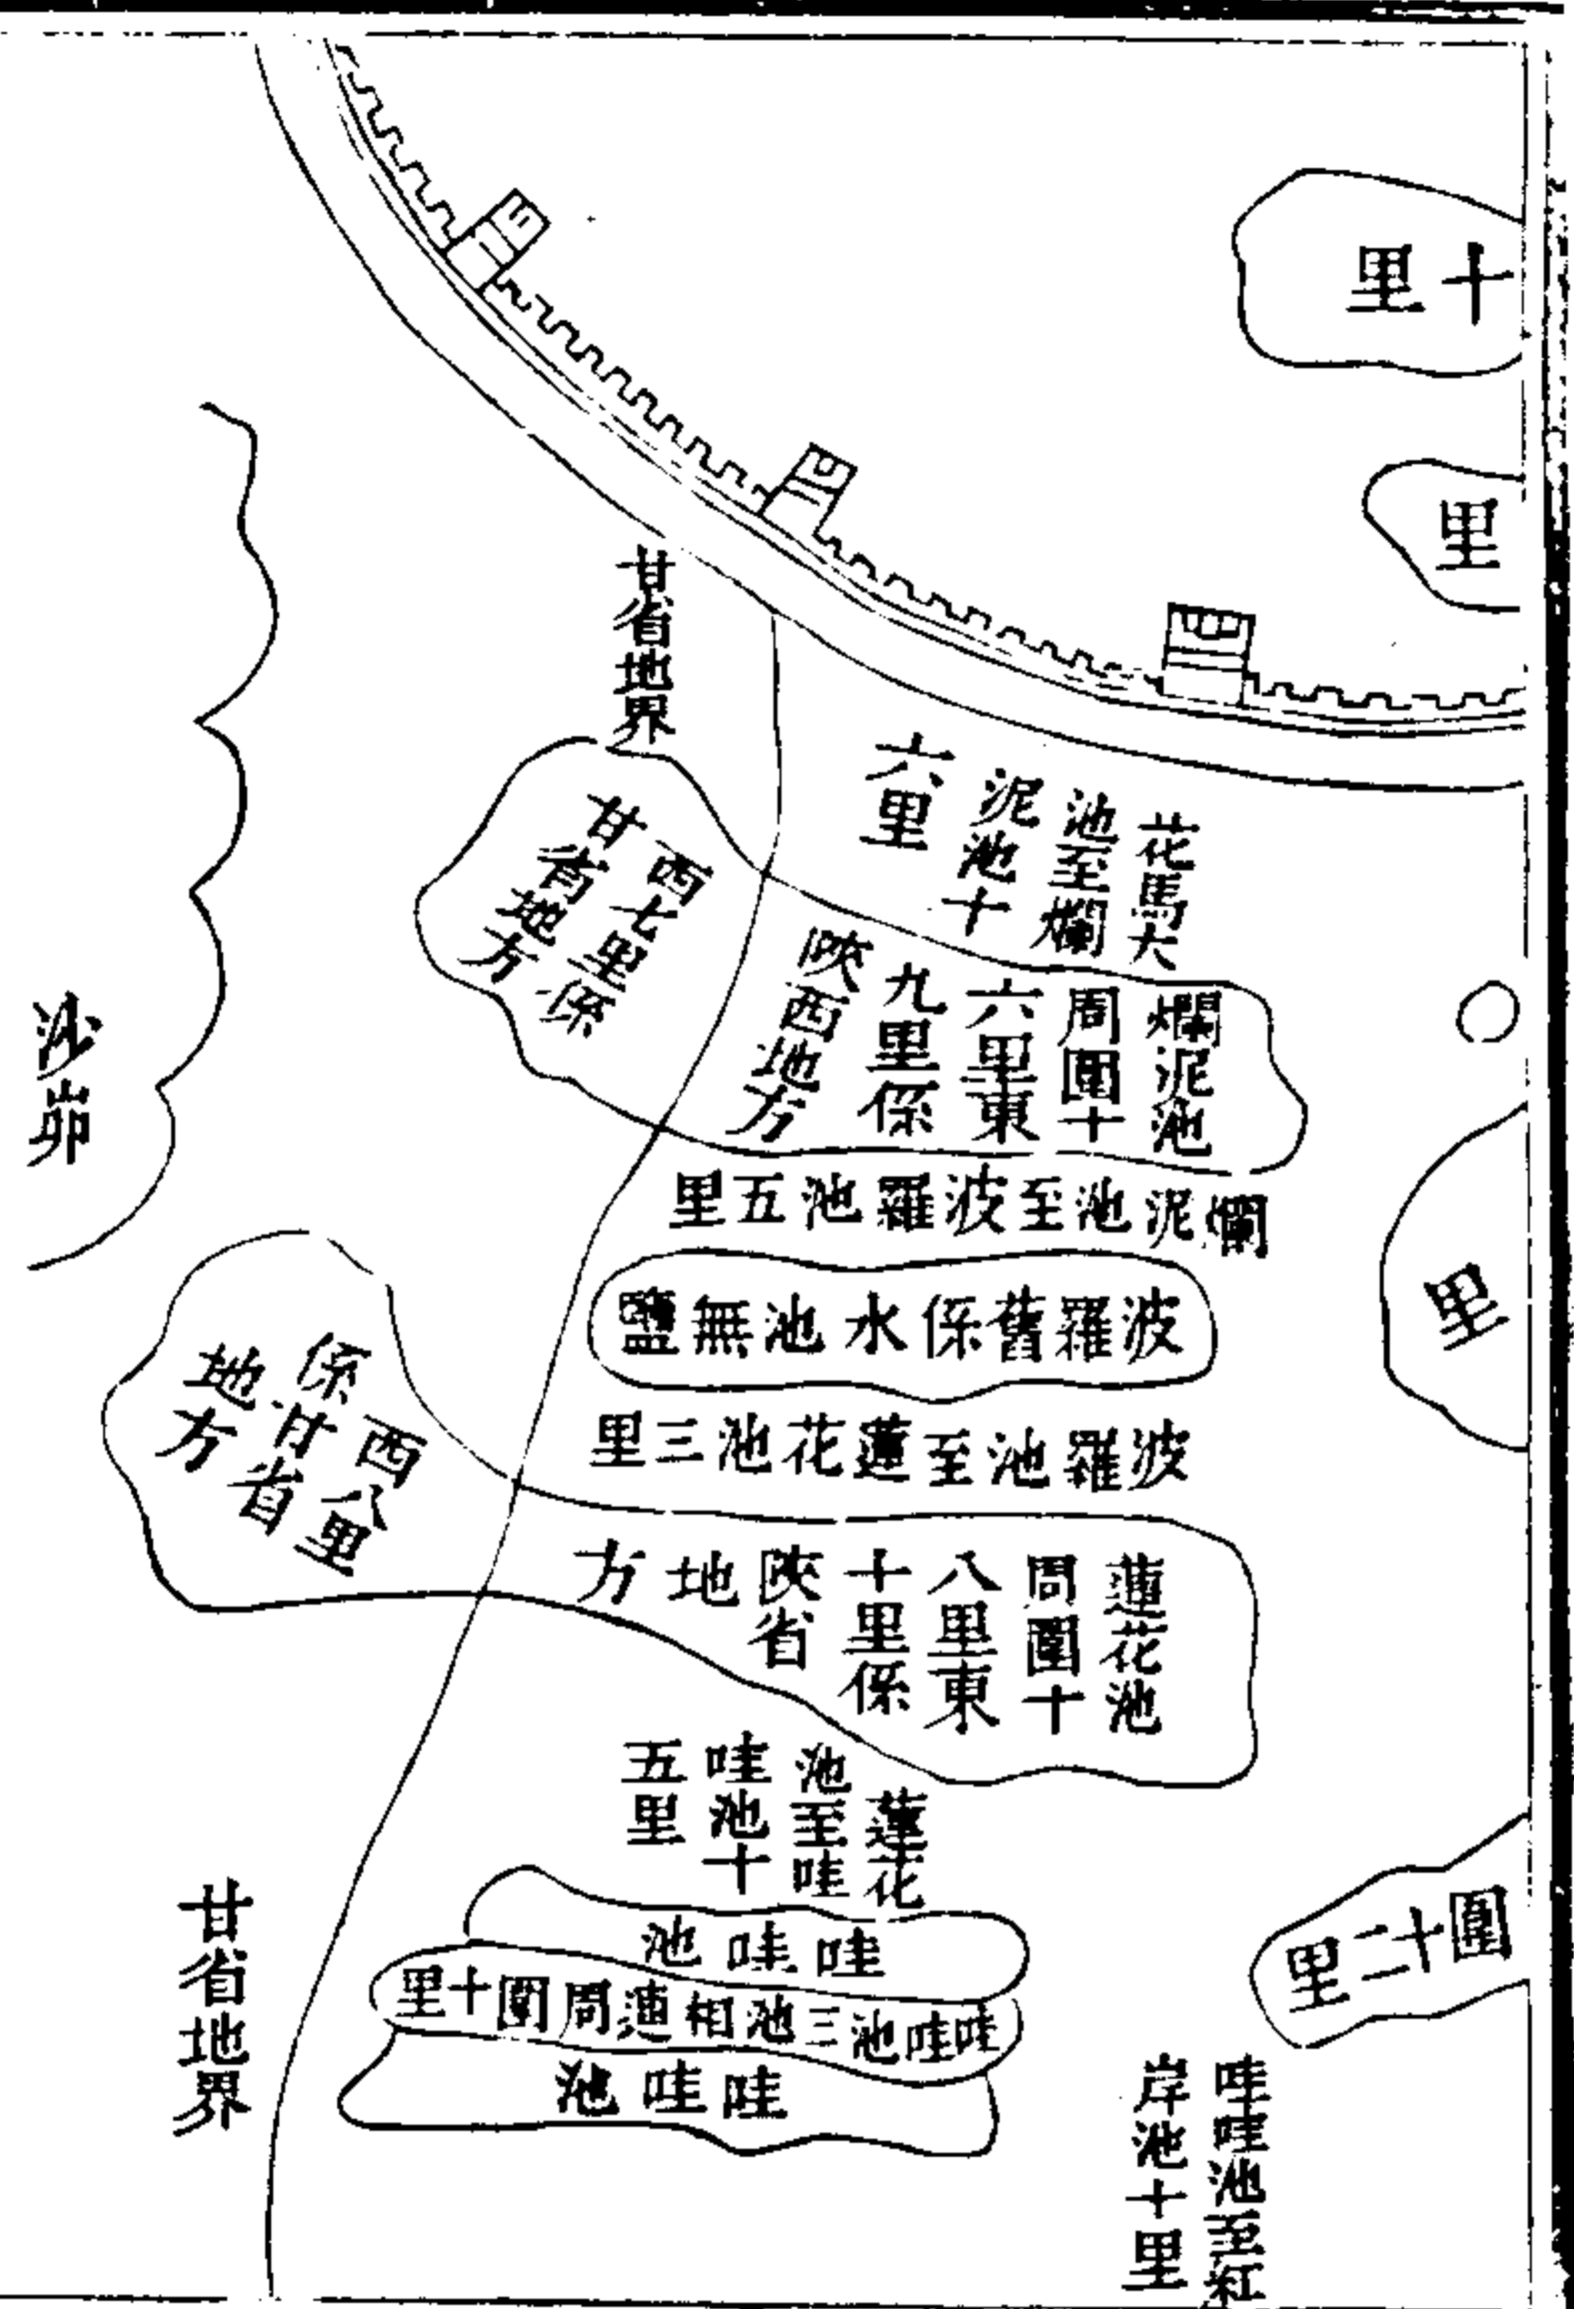 十里
里
甘省地界
花馬大
池至爛
泥池十
六里
爛泥池
周圍十
六里東
九里係
陝西地方
西七里係
甘省地方
爛泥池至波羅池五里
波羅舊係水池無鹽
波羅池至蓮花池三里
里
蓮花池
周圍十
八里東
十里係
陝省
地
方
西八里
係甘省
地方
沙峁
蓮花
池至哇
哇池十
五里
哇哇池
哇哇池三池相連周圍十里
哇哇池
圍十二里
哇哇池至紅
岸池十里
甘省地界